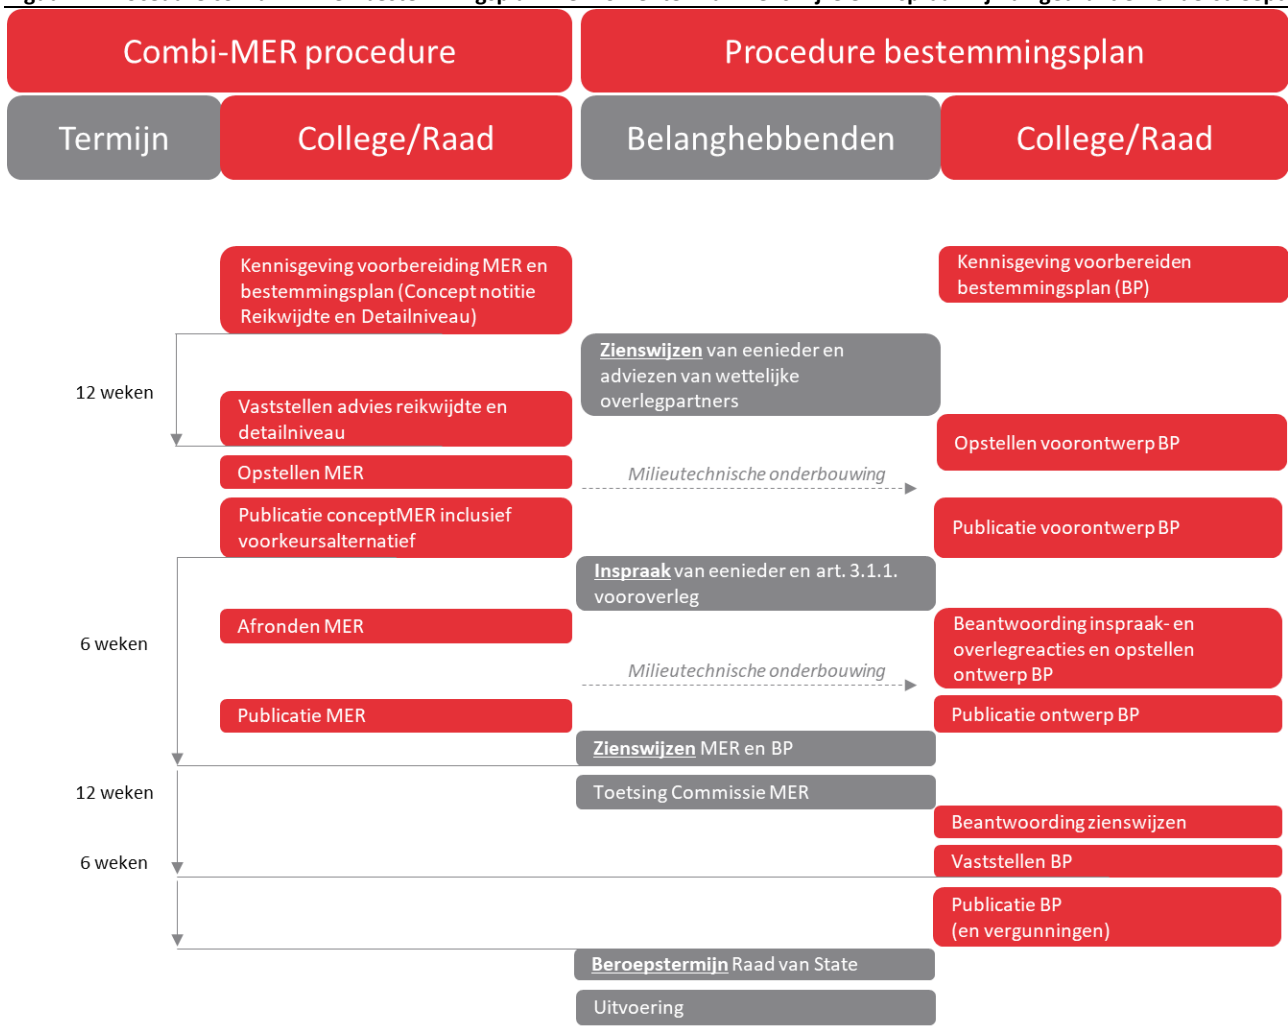 Combi-MER procedure
Procedure bestemmingsplan
Termijn
College/Raad
Belanghebbenden
College/Raad
Kennisgeving voorbereiding MER en
bestemmingsplan (Concept notitie
Reikwijdte en Detailniveau)
Kennisgeving voorbereiden
bestemmingsplan (BP)
Zienswijzen van eenieder en
adviezen van wettelijke
overlegpartners
12 weken
Vaststellen advies reikwijdte en
detailniveau
Opstellen voorontwerp BP
Opstellen MER
Milieutechnische onderbouwing
Publicatie conceptMER inclusief
voorkeursalternatief
Publicatie voorontwerp BP
Inspraak van eenieder en art. 3.1.1.
vooroverleg
Afronden MER
6 weken
Beantwoording inspraak- en
overlegreacties en opstellen
ontwerp BP
Milieutechnische onderbouwing
Publicatie MER
Publicatie ontwerp BP
Zienswijzen MER en BP
12 weken
Toetsing Commissie MER
Beantwoording zienswijzen
6 weken
Vaststellen BP
Publicatie BP
(en vergunningen)
Beroepstermijn Raad van State
Uitvoering